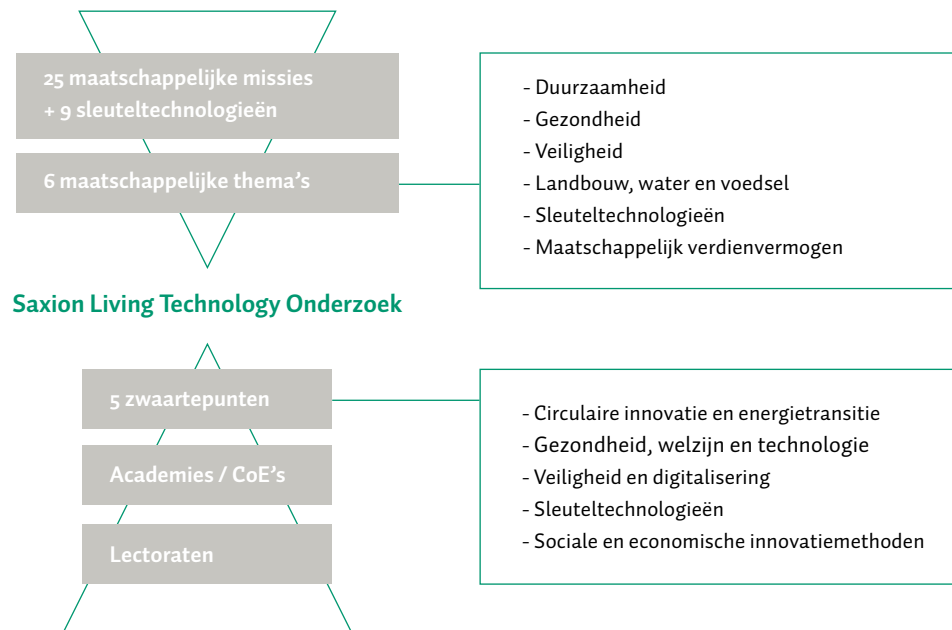 25 maatschappelijke missies
+ 9 sleuteltechnologieën
6 maatschappelijke thema's
- Duurzaamheid
- Gezondheid
- Veiligheid
- Landbouw, water en voedsel
- Sleuteltechnologieën
- Maatschappelijk verdienvermogen
Saxion Living Technology Onderzoek
5 zwaartepunten
Academies / CoE's
Lectoraten
- Circulaire innovatie en energietransitie
- Gezondheid, welzijn en technologie
- Veiligheid en digitalisering
- Sleuteltechnologieën
- Sociale en economische innovatiemethoden